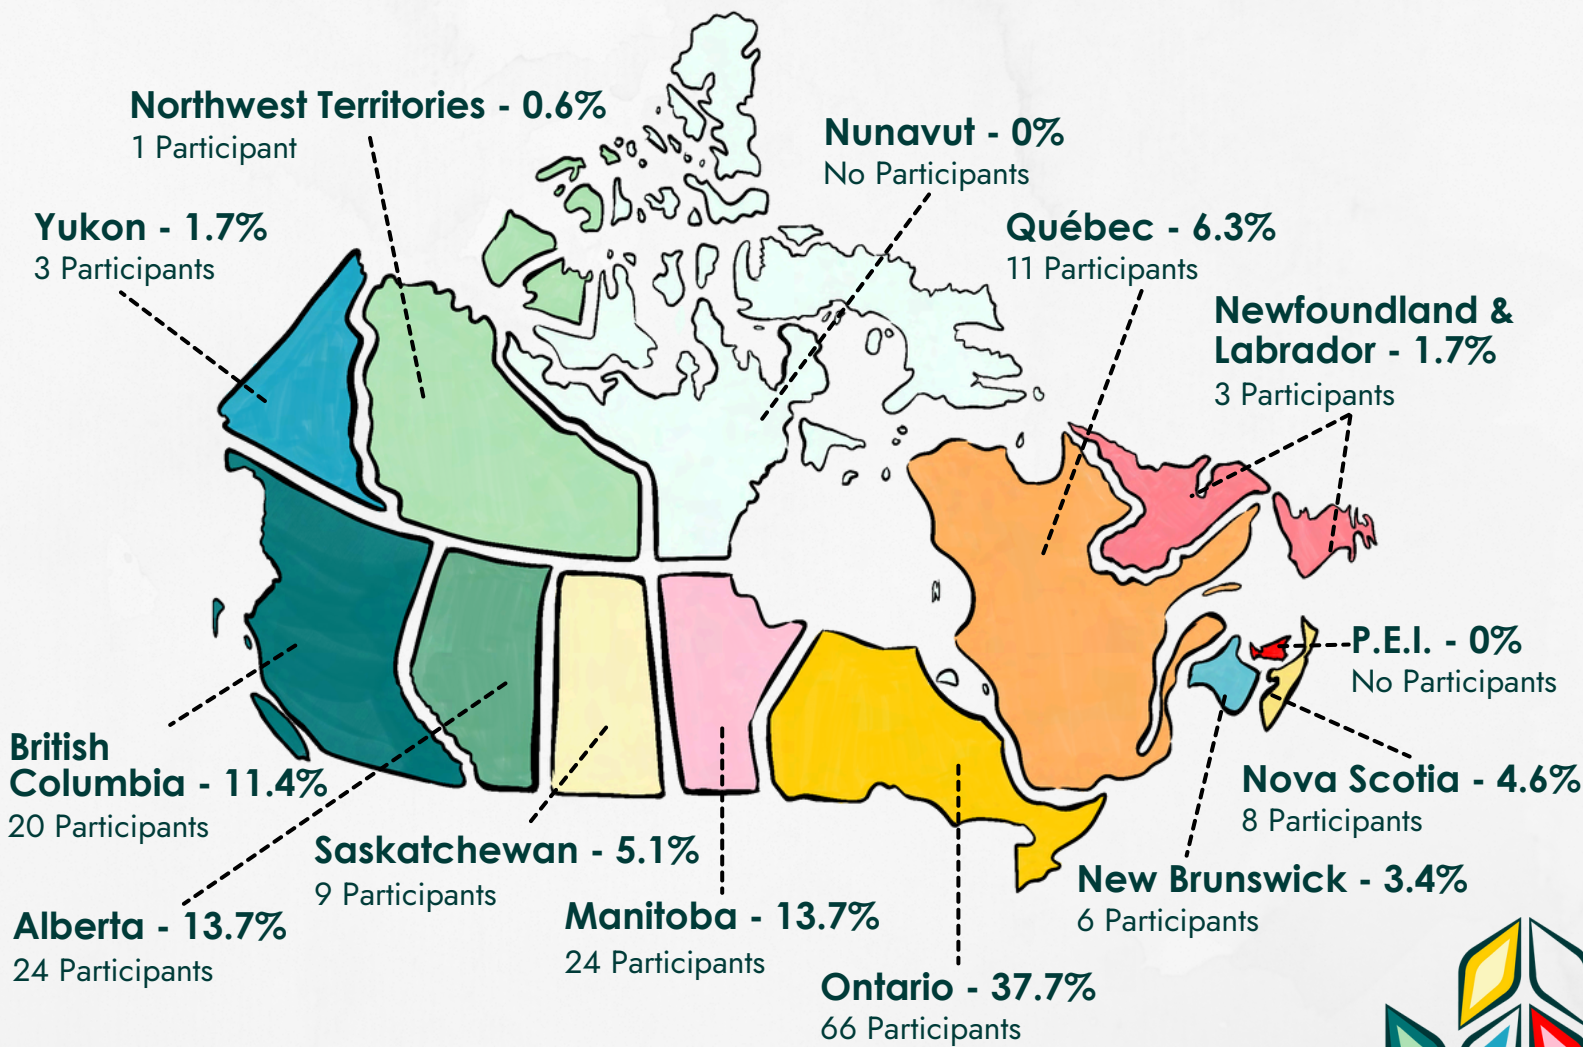 Northwest Territories - 0.6%
1 Participant
Nunavut - 0%
No Participants
Yukon - 1.7%
3 Participants
Québec - 6.3%
11 Participants
Newfoundland &
Labrador - 1.7%
3 Participants
P.E.I. - 0%
No Participants
British
Columbia - 11.4%
20 Participants
Nova Scotia - 4.6%
8 Participants
Saskatchewan - 5.1%
9 Participants
New Brunswick - 3.4%
6 Participants
Alberta - 13.7%
24 Participants
Manitoba - 13.7%
24 Participants
Ontario - 37.7%
66 Participants